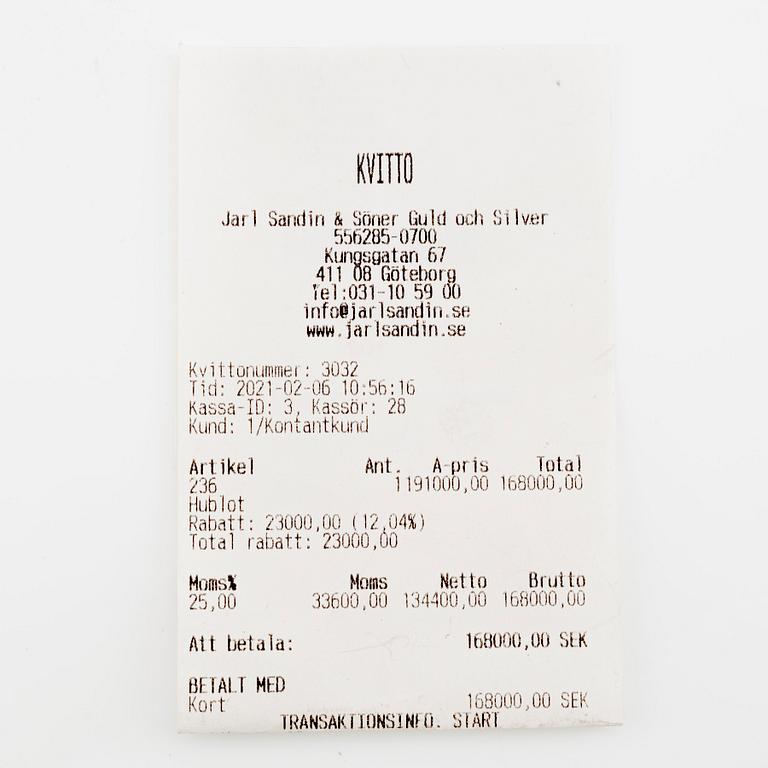 KVITTO
Jarl Sandin & Söner Guld och Silver
556285-0700
Kungsgatan 67
411 08 Göteborg
Tel:031-10 59 00
info@jarlsandin.se
www.jarlsandin.se
Kvittonummer: 3032
Tid: 2021-02-06 10:56:16
Kassa-ID: 3, Kassör: 28
Kund: 1/Kontantkund
Artikel Ant. A-pris Total
236 1 191000,00 168000,00
Hublot
Rabatt: 23000,00 (12,04%)
Total rabatt: 23000,00
Moms% Moms Netto Brutto
25,00 33600,00 134400,00 168000,00
Att betala: 168000,00 SEK
BETALT MED
Kort 168000,00 SEK
TRANSAKTIONSINFO. START